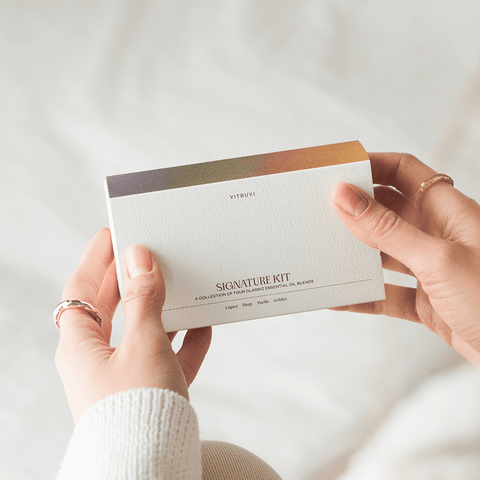 VITRUVI
SIGNATURE KIT
A COLLECTION OF FOUR CLASSIC ESSENTIAL OIL BLENDS
Legacy Sleep Pacific Golden